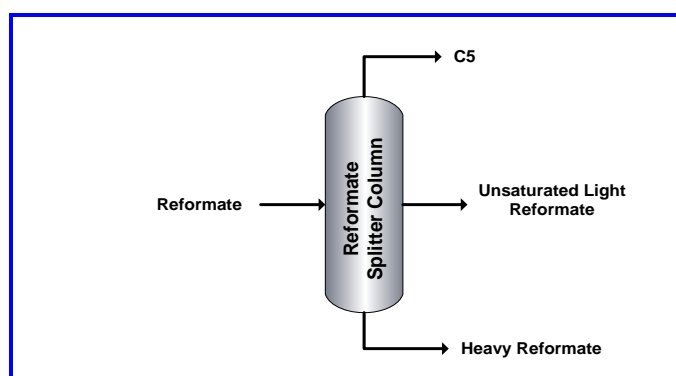 C5
Reformate
Reformate
Splitter Column
Unsaturated Light
Reformate
Heavy Reformate